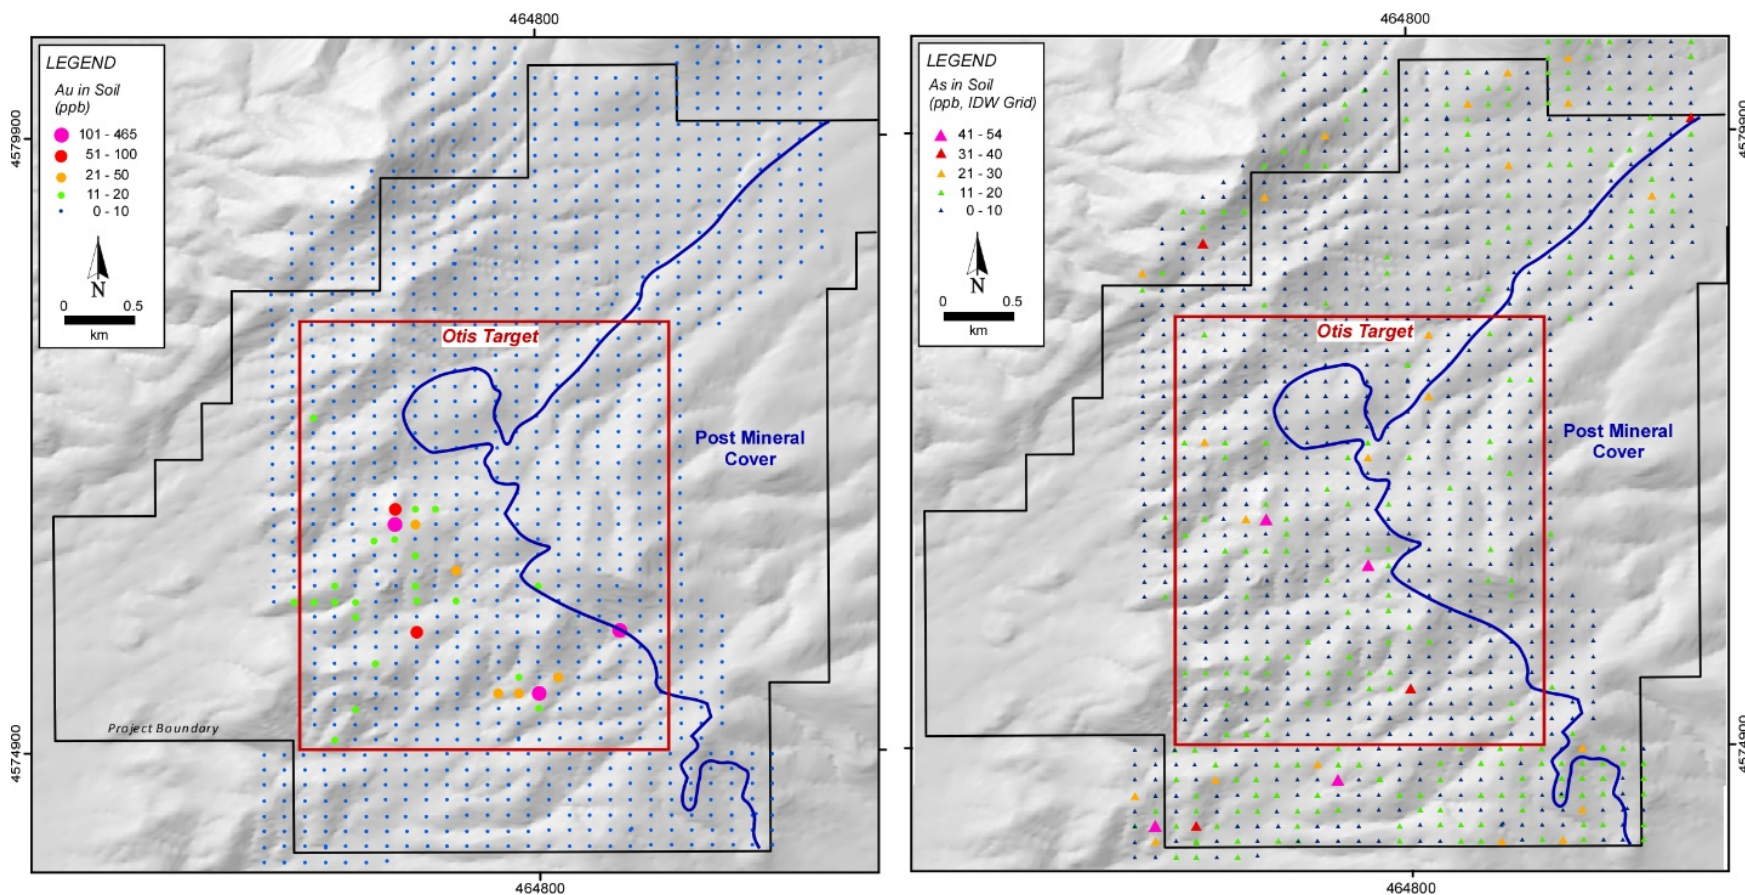 464800
LEGEND
Au in Soil
(ppb)
101 - 465
51 - 100
21 - 50
11 - 20
0 - 10
N
0 0.5
km
4579900
Otis Target
Post Mineral
Cover
Project Boundary
4574900
464800
464800
LEGEND
As in Soil
(ppb, IDW Grid)
41 - 54
31 - 40
21 - 30
11 - 20
0 - 10
N
0 0.5
km
4579900
Otis Target
Post Mineral
Cover
4574900
464800